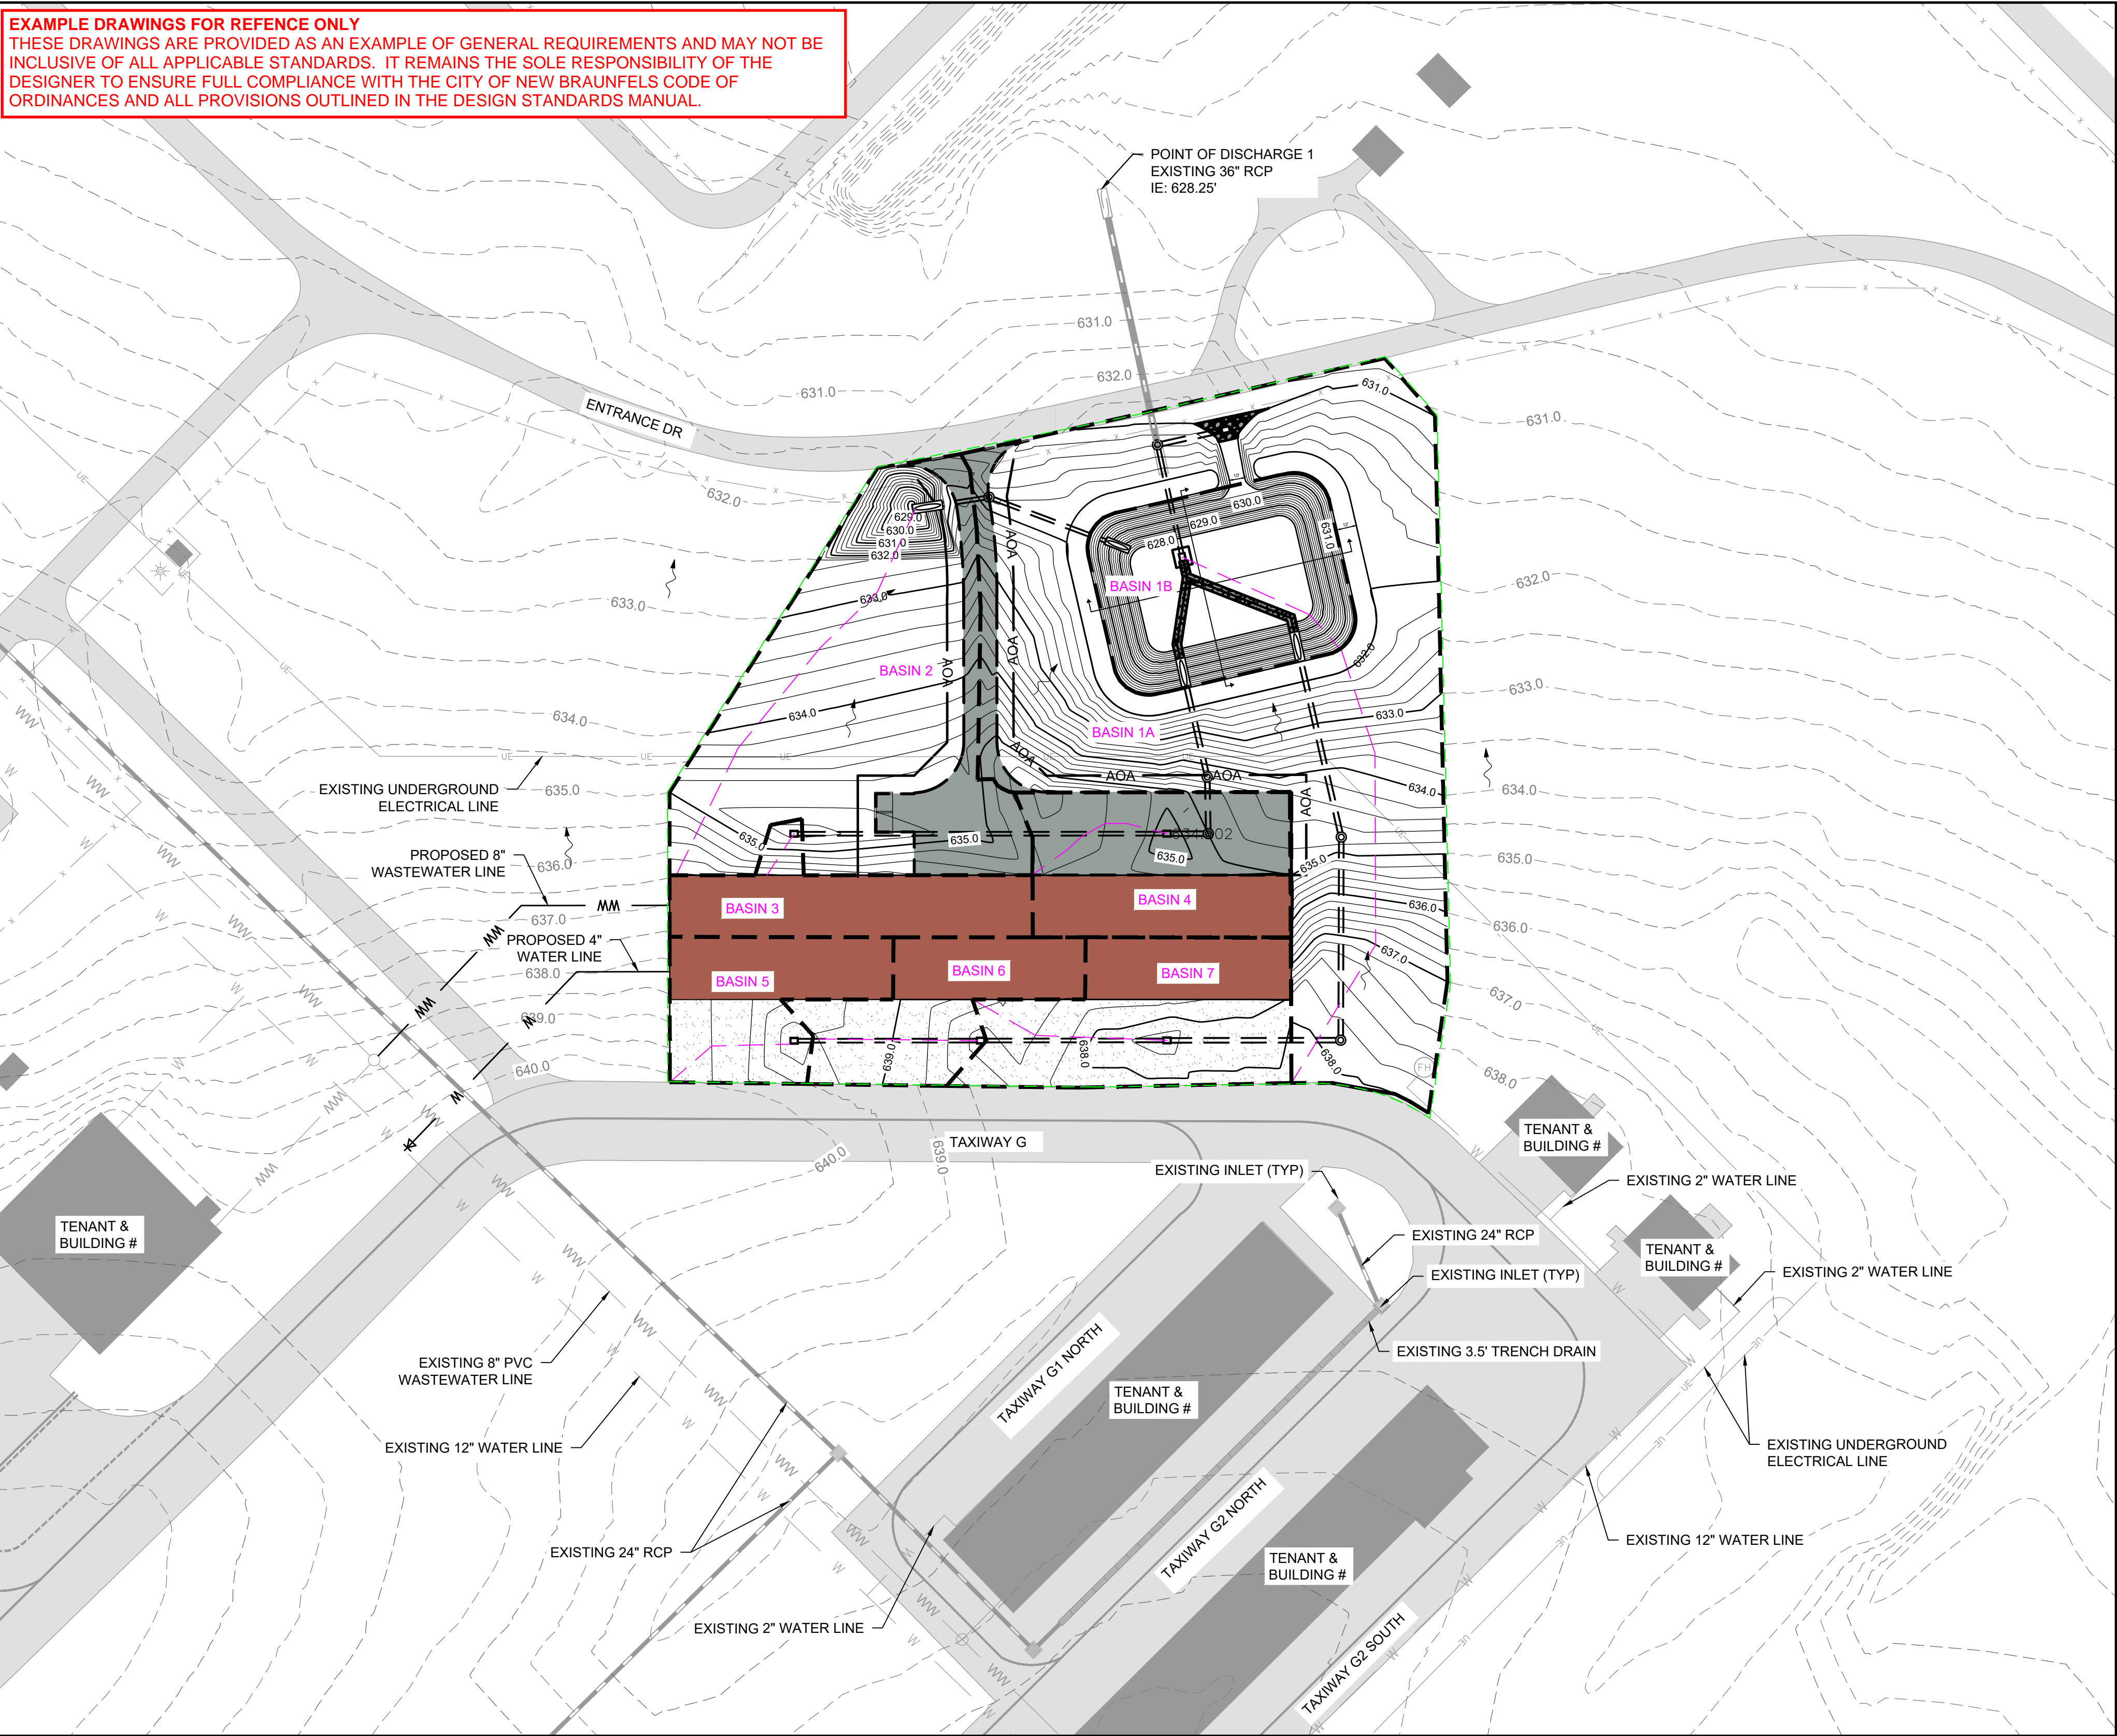 EXAMPLE DRAWINGS FOR REFENCE ONLY
THESE DRAWINGS ARE PROVIDED AS AN EXAMPLE OF GENERAL REQUIREMENTS AND MAY NOT BE
INCLUSIVE OF ALL APPLICABLE STANDARDS. IT REMAINS THE SOLE RESPONSIBILITY OF THE
DESIGNER TO ENSURE FULL COMPLIANCE WITH THE CITY OF NEW BRAUNFELS CODE OF
ORDINANCES AND ALL PROVISIONS OUTLINED IN THE DESIGN STANDARDS MANUAL.
POINT OF DISCHARGE 1
EXISTING 36" RCP
IE: 628.25'
631.0
632.0
631.0
631.0
631.0
ENTRANCE DR
632.0
UE
629.0
630.0
631.0
632.0
630.0
629.0
628.0
631.0
AOA
BASIN 1B
632.0
633.0
633.0
632.0
UE
BASIN 2
AOA
AOA
633.0
634.0
634.0
BASIN 1A
633.0
UE
UE
UE
AOA
AOA
AOA
AOA
EXISTING UNDERGROUND
ELECTRICAL LINE
635.0
634.0
634.0
UE
635.0
635.0
635.0
635.0
635.0
PROPOSED 8"
WASTEWATER LINE
636.0
WW
BASIN 3
BASIN 4
636.0
636.0
637.0
WW
PROPOSED 4"
WATER LINE
638.0
BASIN 5
BASIN 6
BASIN 7
637.0
637.0
WW
639.0
W
UE
639.0
638.0
638.0
640.0
FH
638.0
W
TAXIWAY G
640.0
639.0
TENANT &
BUILDING #
EXISTING INLET (TYP)
EXISTING 2" WATER LINE
TENANT &
BUILDING #
EXISTING 24" RCP
TENANT &
BUILDING #
EXISTING INLET (TYP)
EXISTING 2" WATER LINE
EXISTING 3.5' TRENCH DRAIN
TAXIWAY G1 NORTH
EXISTING 8" PVC
WASTEWATER LINE
TENANT &
BUILDING #
EXISTING 12" WATER LINE
EXISTING UNDERGROUND
ELECTRICAL LINE
TAXIWAY G2 NORTH
EXISTING 24" RCP
TENANT &
BUILDING #
EXISTING 12" WATER LINE
EXISTING 2" WATER LINE
TAXIWAY G2 SOUTH